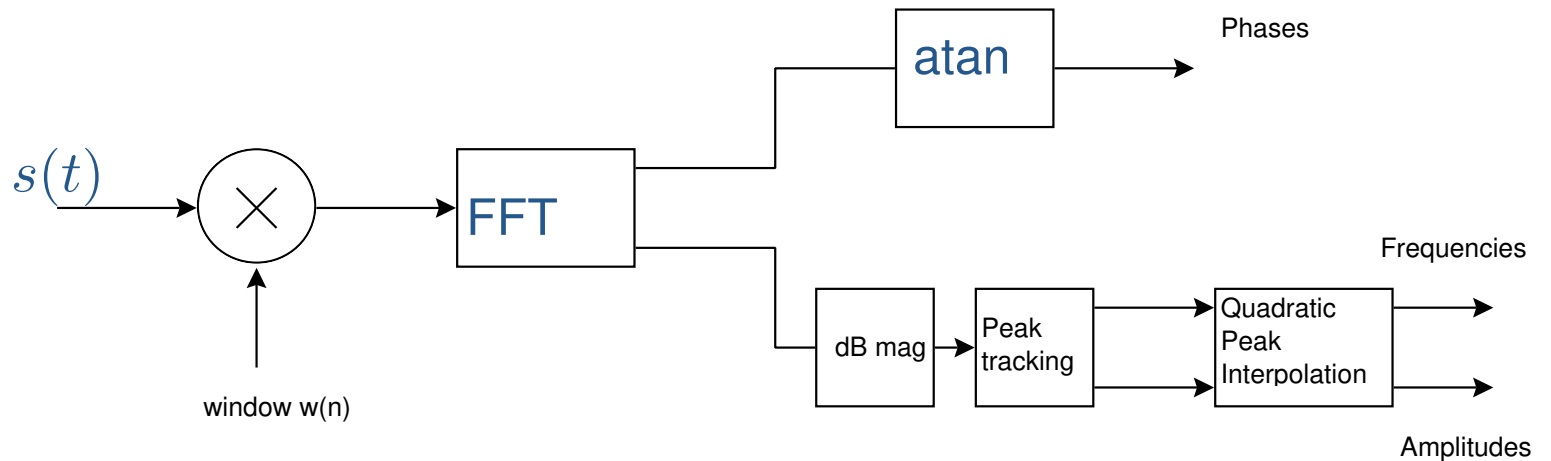 Phases
atan
s(t)
FFT
Frequencies
Quadratic
Peak
Interpolation
Peak
tracking
dB mag
window w(n)
Amplitudes